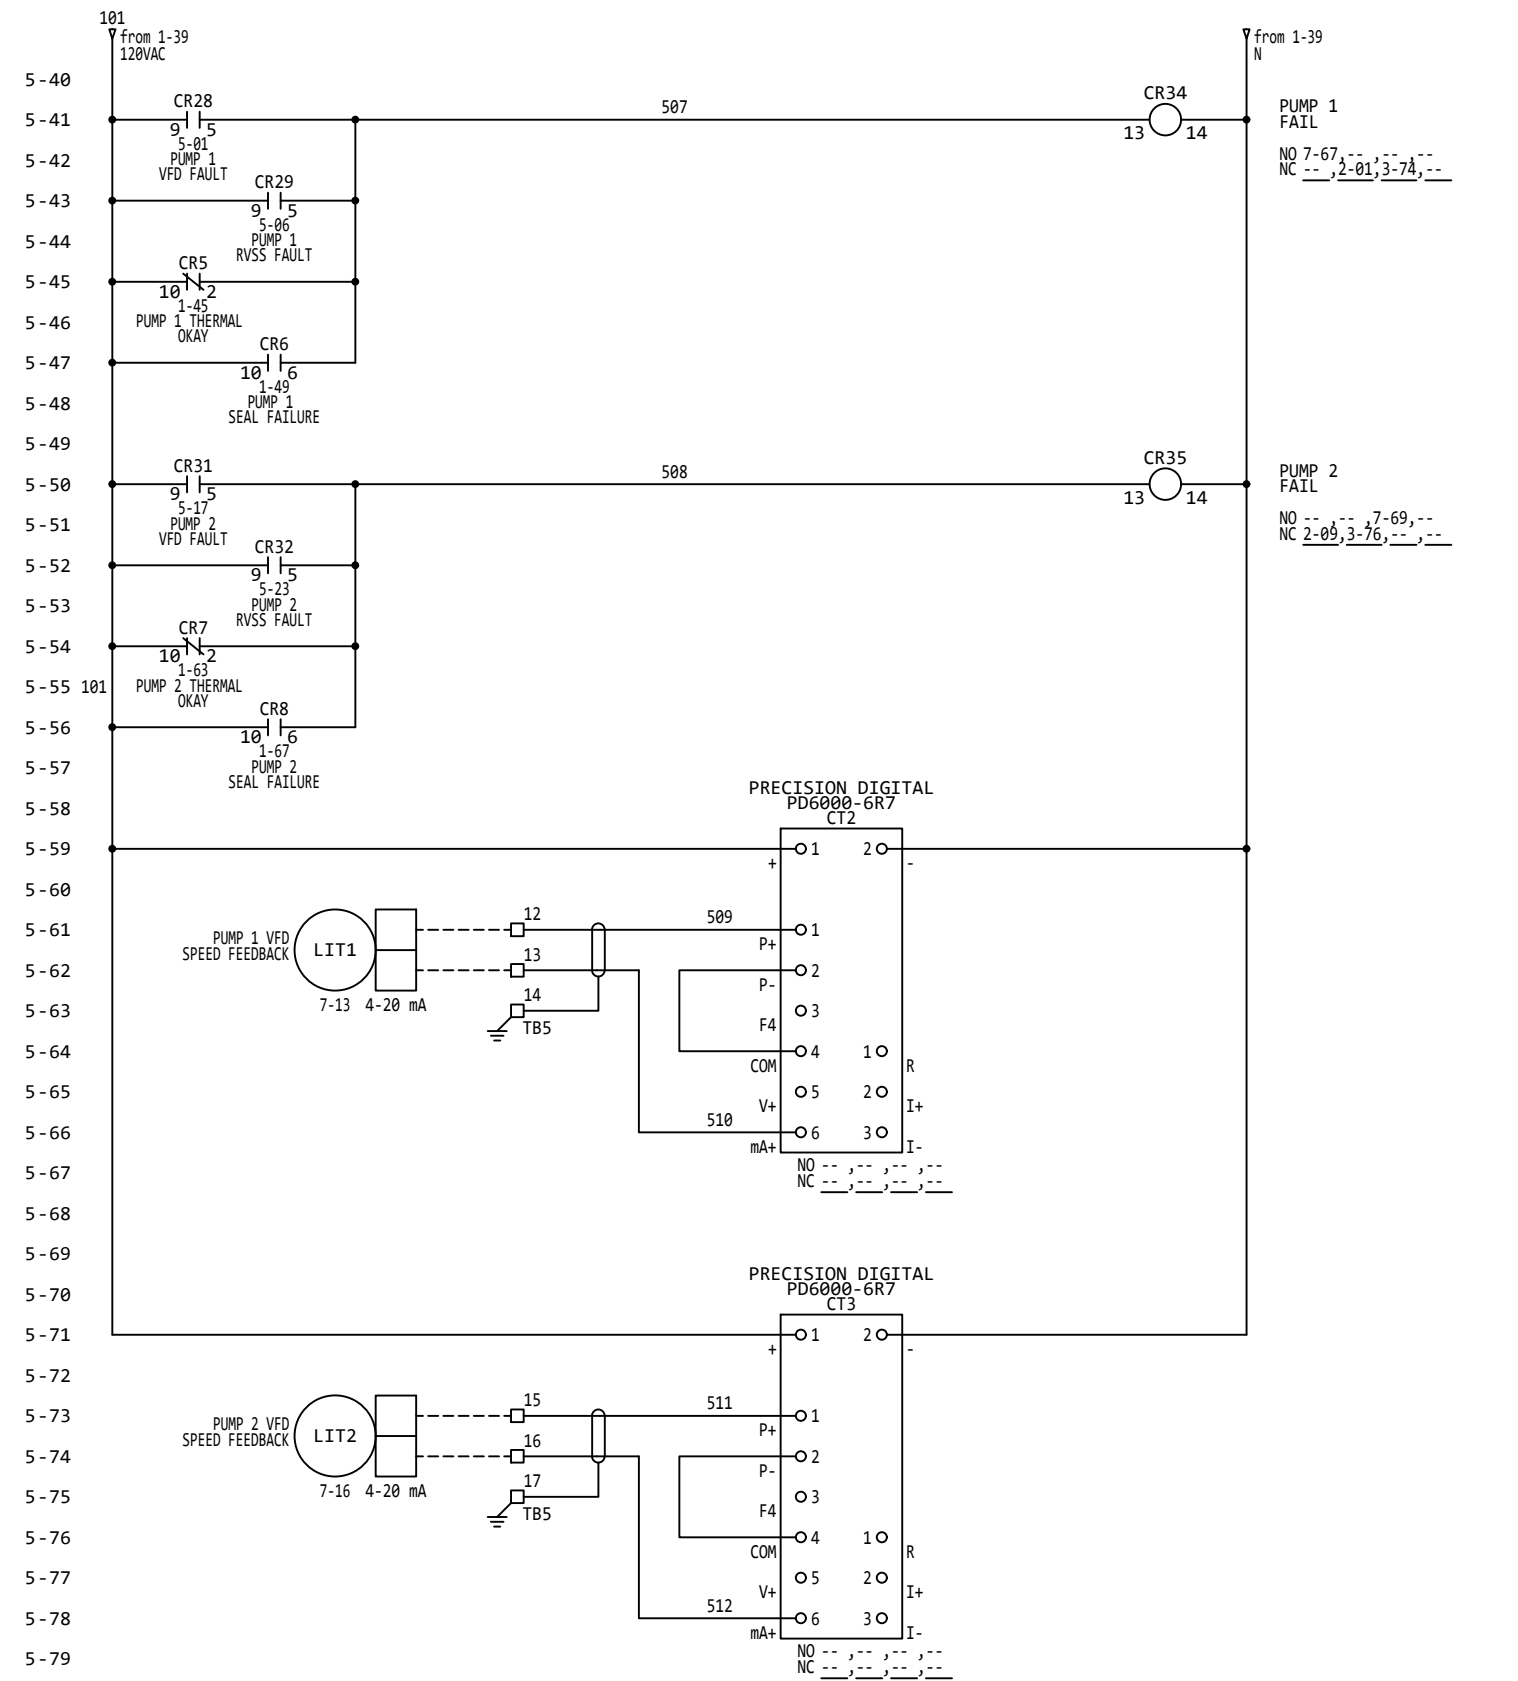 101
from 1-39
120VAC
from 1-39
N
5-40
5-41
CR28
9 5
5-01
PUMP 1
VFD FAULT
507
CR34
13 14
PUMP 1
FAIL
NO 7-67,-- ,-- ,--
NC -- ,2-01,3-74,--
5-42
5-43
CR29
9 5
5-06
PUMP 1
RVSS FAULT
5-44
5-45
CR5
10 2
1-45
PUMP 1 THERMAL
OKAY
5-46
5-47
CR6
10 6
1-49
PUMP 1
SEAL FAILURE
5-48
5-49
5-50
CR31
9 5
5-17
PUMP 2
VFD FAULT
508
CR35
13 14
PUMP 2
FAIL
NO -- ,-- ,7-69,--
NC 2-09,3-76,-- ,--
5-51
5-52
CR32
9 5
5-23
PUMP 2
RVSS FAULT
5-53
5-54
CR7
10 2
1-63
PUMP 2 THERMAL
OKAY
5-55 101
5-56
CR8
10 6
1-67
PUMP 2
SEAL FAILURE
5-57
5-58
PRECISION DIGITAL
PD6000-6R7
CT2
5-59
1 2
+ -
5-60
5-61
PUMP 1 VFD
SPEED FEEDBACK
LIT1
7-13 4-20 mA
12
509
1
P+
5-62
13
2
P-
5-63
14
TB5
3
F4
5-64
4 1
COM R
5-65
5 2
V+ I+
5-66
510
6 3
mA+ I-
5-67
NO -- ,-- ,-- ,--
NC -- ,-- ,-- ,--
5-68
5-69
5-70
PRECISION DIGITAL
PD6000-6R7
CT3
5-71
1 2
+ -
5-72
5-73
PUMP 2 VFD
SPEED FEEDBACK
LIT2
7-16 4-20 mA
15
511
1
P+
5-74
16
2
P-
5-75
17
TB5
3
F4
5-76
4 1
COM R
5-77
5 2
V+ I+
5-78
512
6 3
mA+ I-
5-79
NO -- ,-- ,-- ,--
NC -- ,-- ,-- ,--